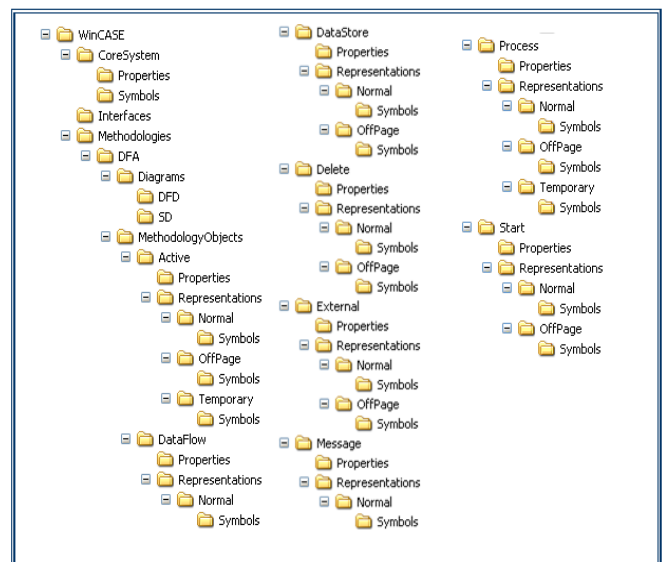 WinCASE
CoreSystem
Properties
Symbols
Interfaces
Methodologies
DFA
Diagrams
DFD
SD
MethodologyObjects
Active
Properties
Representations
Normal
Symbols
OffPage
Symbols
Temporary
Symbols
DataFlow
Properties
Representations
Normal
Symbols
DataStore
Properties
Representations
Normal
Symbols
OffPage
Symbols
Delete
Properties
Representations
Normal
Symbols
OffPage
Symbols
External
Properties
Representations
Normal
Symbols
OffPage
Symbols
Message
Properties
Representations
Normal
Symbols
Process
Properties
Representations
Normal
Symbols
OffPage
Symbols
Temporary
Symbols
Start
Properties
Representations
Normal
Symbols
OffPage
Symbols